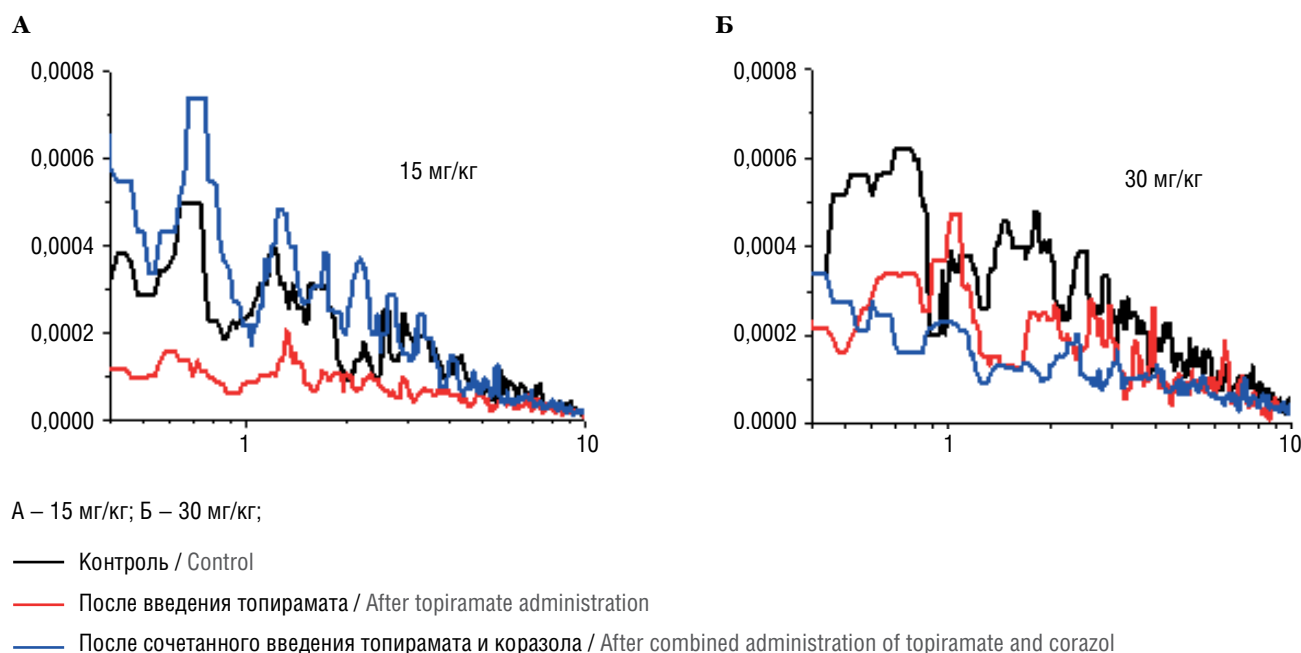 А
Б
0,0008
0,0006
0,0004
0,0002
0,0000
15 мг/кг
1
10
0,0008
0,0006
0,0004
0,0002
0.0000
30 мг/кг
1
10
А – 15 мг/кг; Б – 30 мг/кг;
Контроль / Control
После введения топирамата / After topiramate administration
После сочетанного введения топирамата и коразола / After combined administration of topiramate and corazol